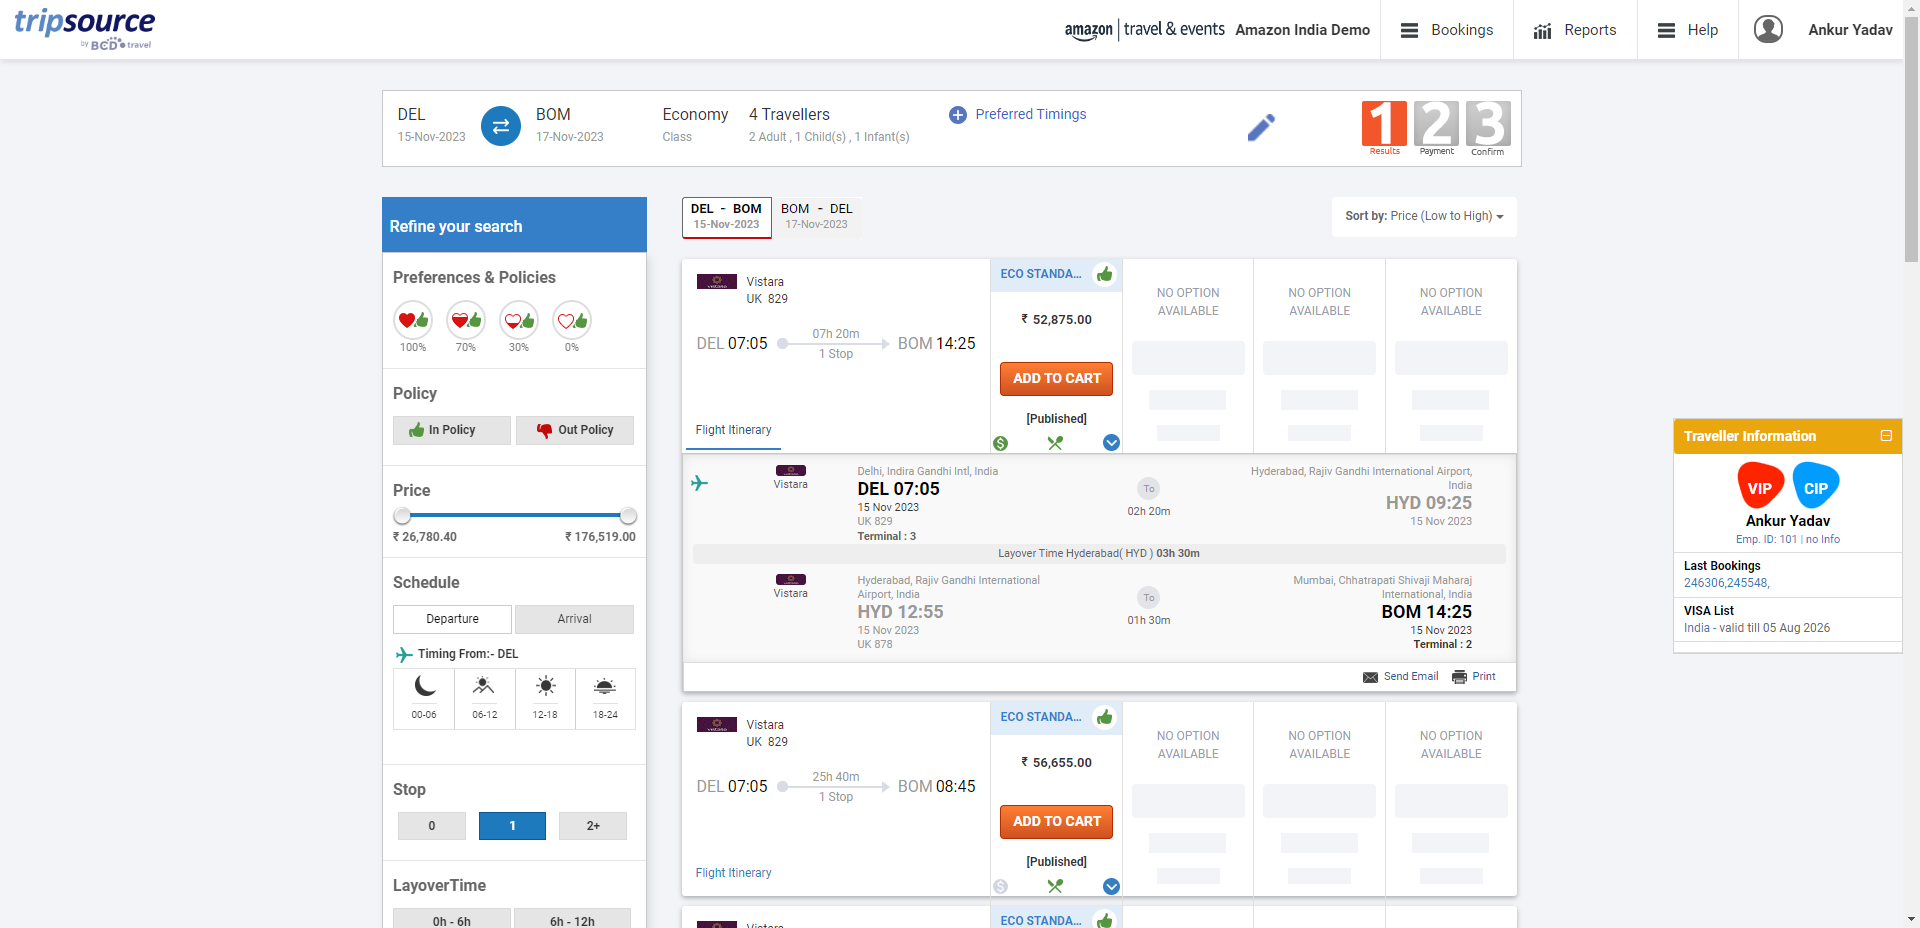 tripsource
by BCD travel
amazon travel & events Amazon India Demo
Bookings
Reports
Help
Ankur Yadav
DEL
15-Nov-2023
BOM
17-Nov-2023
Economy
Class
4 Travellers
2 Adult , 1 Child(s) , 1 Infant(s)
Preferred Timings
1 2 3
Results Payment Confirm
Refine your search
Preferences & Policies
100% 70% 30% 0%
Policy
In Policy Out Policy
Price
₹ 26,780.40 ₹ 176,519.00
Schedule
Departure Arrival
Timing From:- DEL
00-06 06-12 12-18 18-24
Stop
0 1 2+
LayoverTime
0h - 6h 6h - 12h
DEL - BOM
15-Nov-2023
BOM - DEL
17-Nov-2023
Sort by: Price (Low to High)
Vistara
UK 829
DEL 07:05
07h 20m
1 Stop
BOM 14:25
Flight Itinerary
ECO STANDA...
₹ 52,875.00
ADD TO CART
[Published]
NO OPTION
AVAILABLE
NO OPTION
AVAILABLE
NO OPTION
AVAILABLE
Vistara
Delhi, Indira Gandhi Intl, India
DEL 07:05
15 Nov 2023
UK 829
Terminal : 3
To
02h 20m
Hyderabad, Rajiv Gandhi International Airport,
India
HYD 09:25
15 Nov 2023
Layover Time Hyderabad( HYD ) 03h 30m
Vistara
Hyderabad, Rajiv Gandhi International
Airport, India
HYD 12:55
15 Nov 2023
UK 878
To
01h 30m
Mumbai, Chhatrapati Shivaji Maharaj
International, India
BOM 14:25
15 Nov 2023
Terminal : 2
Send Email Print
Vistara
UK 829
DEL 07:05
25h 40m
1 Stop
BOM 08:45
Flight Itinerary
ECO STANDA...
₹ 56,655.00
ADD TO CART
[Published]
NO OPTION
AVAILABLE
NO OPTION
AVAILABLE
NO OPTION
AVAILABLE
Vistara
ECO STANDA...
Traveller Information
VIP CIP
Ankur Yadav
Emp. ID: 101 | no Info
Last Bookings
246306,245548,
VISA List
India - valid till 05 Aug 2026